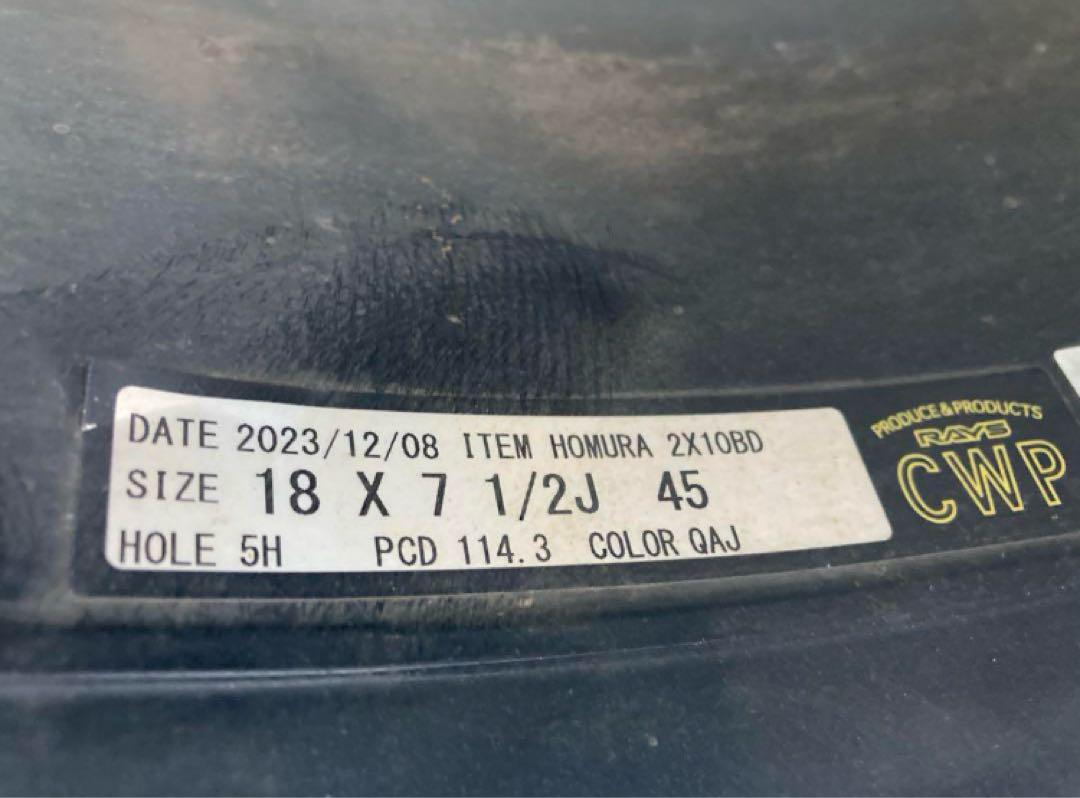 DATE 2023/12/08 ITEM HOMURA 2X10BD
SIZE 18 X 7 1/2J 45
HOLE 5H PCD 114.3 COLOR QAJ
PRODUCE&PRODUCTS
RAYS
CWP